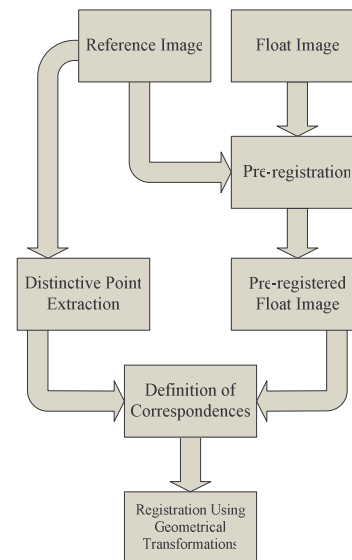 Reference Image
Float Image
Pre-registration
Distinctive Point
Extraction
Pre-registered
Float Image
Definition of
Correspondences
Registration Using
Geometrical
Transformations